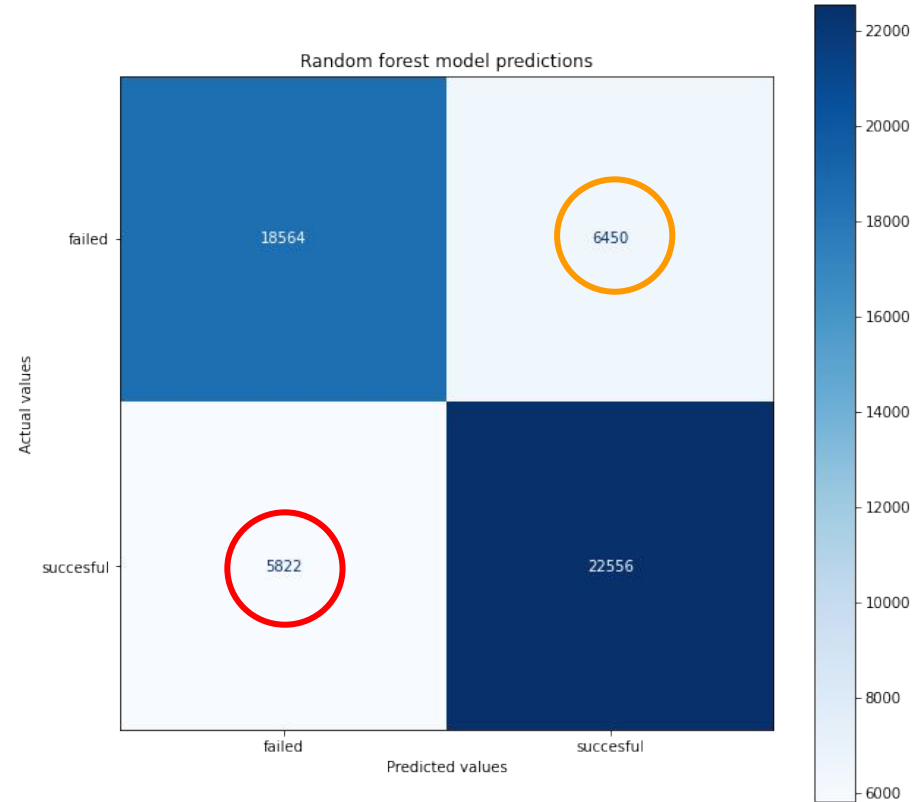 Random forest model predictions
Actual values
failed
succesful
18564
6450
5822
22556
failed
succesful
Predicted values
22000
20000
18000
16000
14000
12000
10000
8000
6000